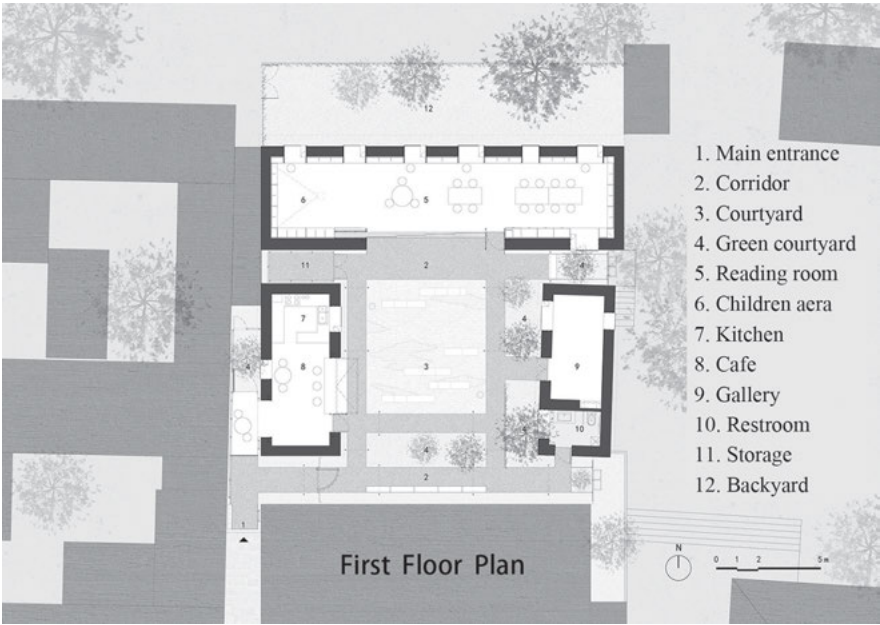 12
1. Main entrance
2. Corridor
3. Courtyard
4. Green courtyard
5. Reading room
6. Children aera
7. Kitchen
8. Cafe
9. Gallery
10. Restroom
11. Storage
12. Backyard
6
5
11
2
4
7
4
3
8
9
4
4
10
4
2
1
First Floor Plan
N
0 1 2 5 m